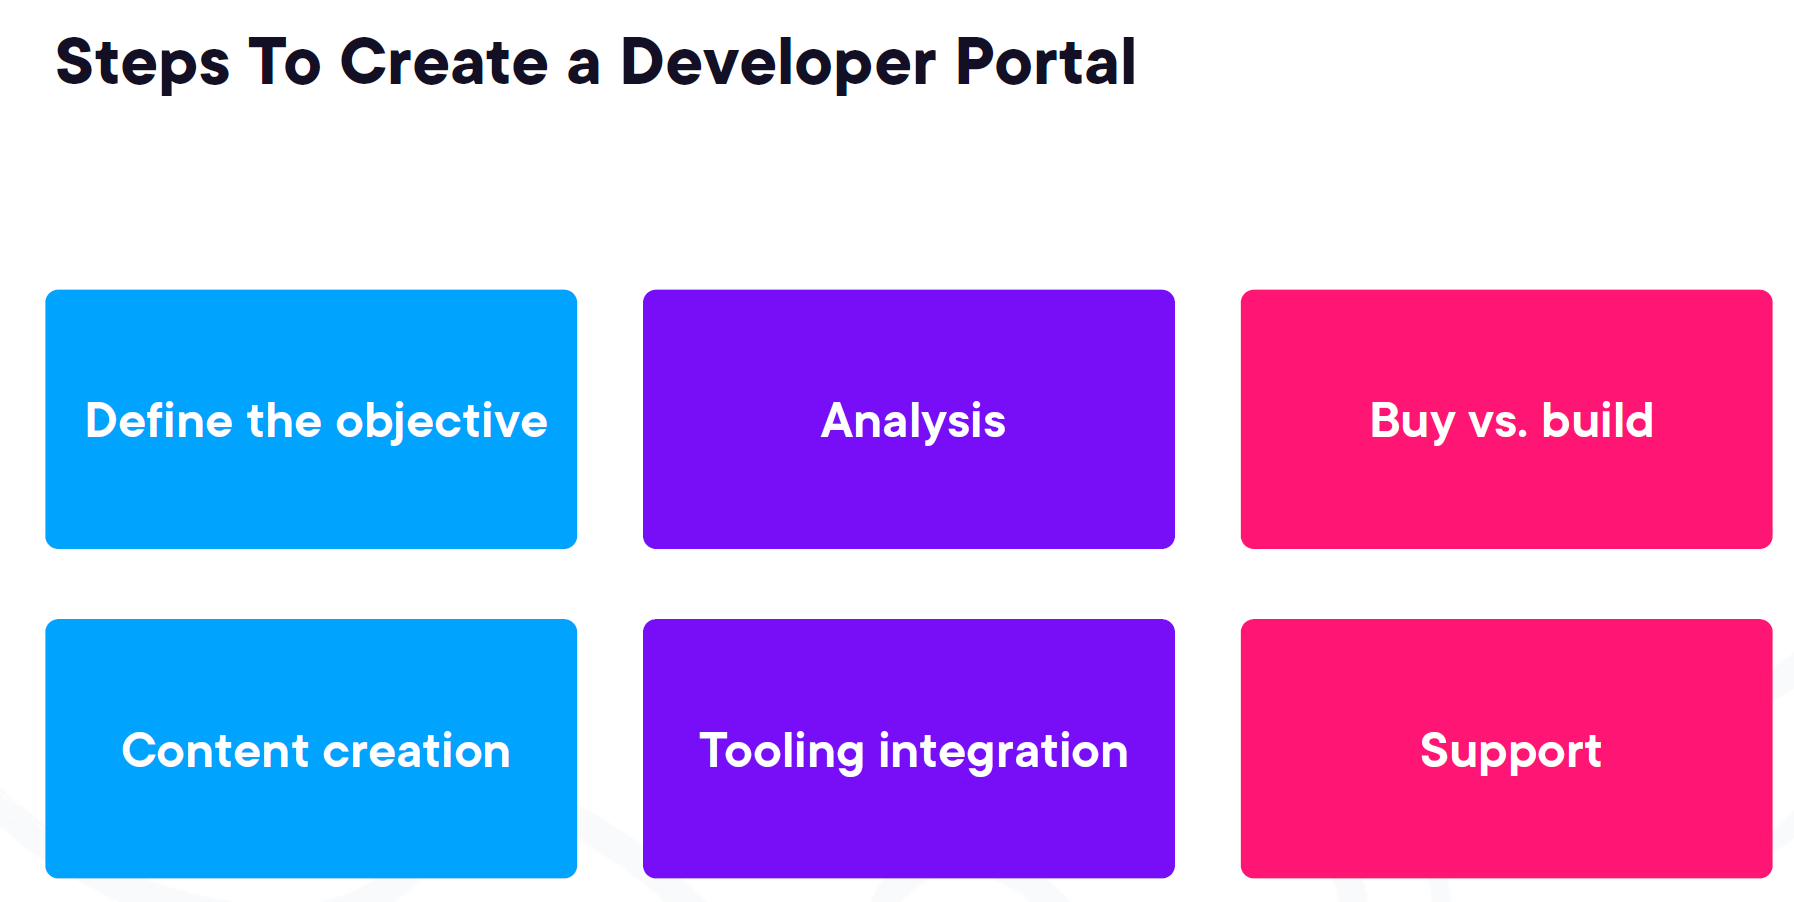 Steps To Create a Developer Portal
Define the objective
Analysis
Buy vs. build
Content creation
Tooling integration
Support